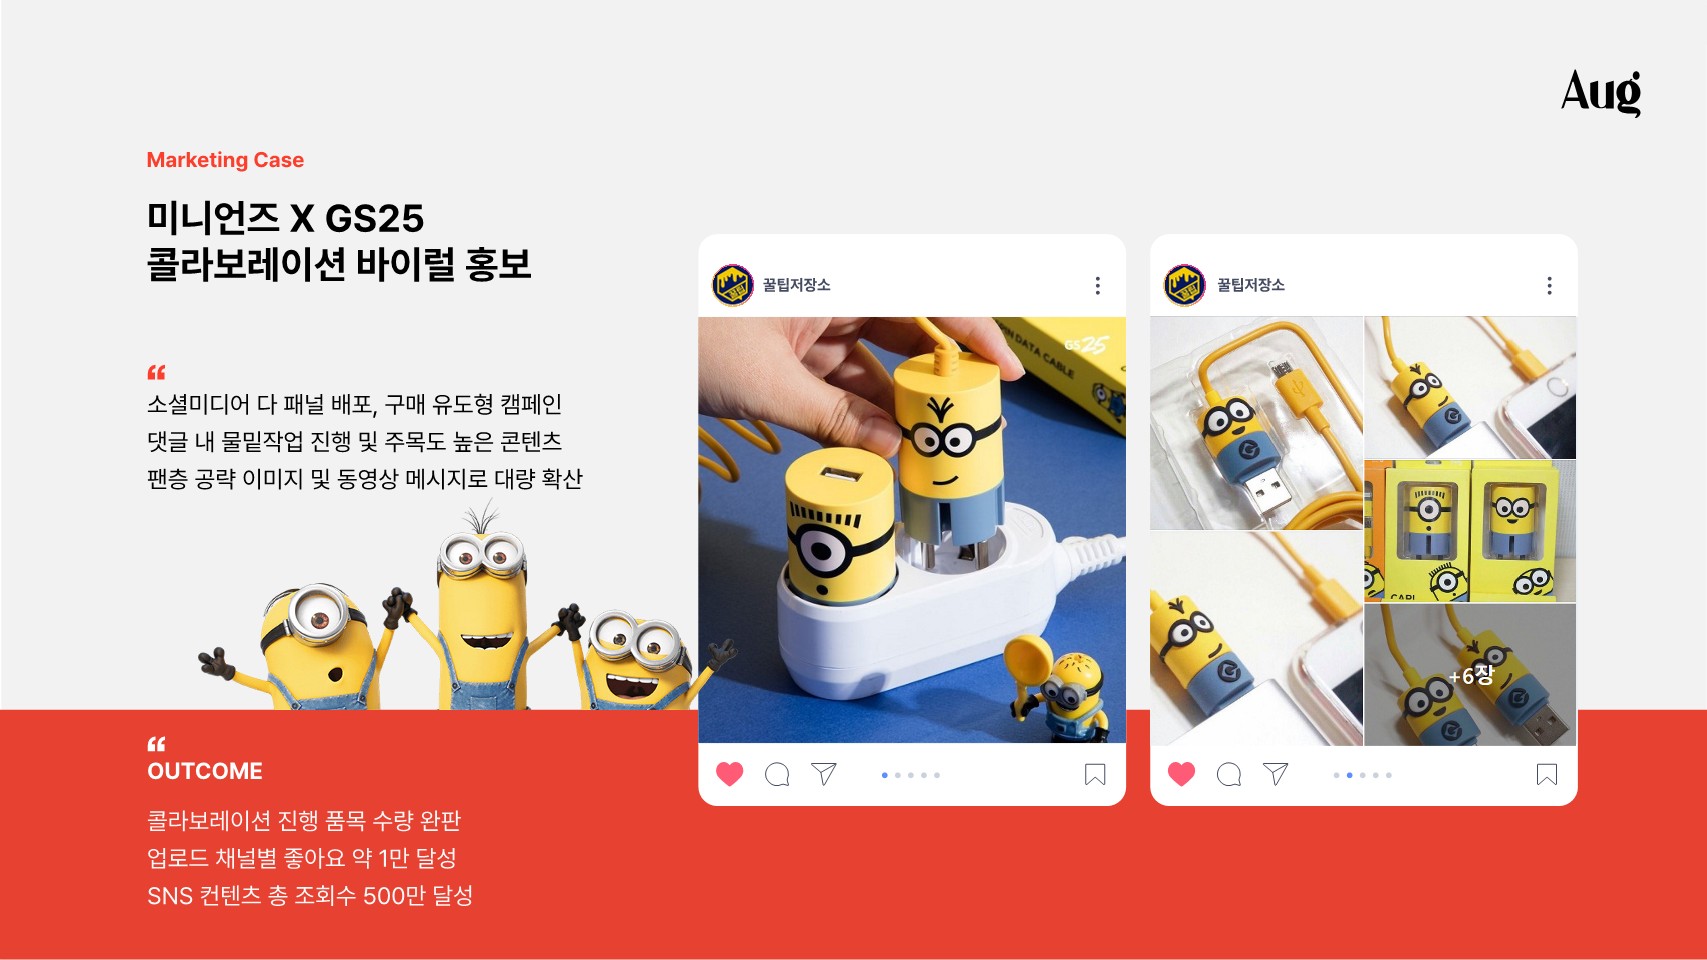 Aug
Marketing Case
미니언즈 X GS25
콜라보레이션 바이럴 홍보
“
소셜미디어 다 패널 배포, 구매 유도형 캠페인
댓글 내 물밑작업 진행 및 주목도 높은 콘텐츠
팬층 공략 이미지 및 동영상 메시지로 대량 확산
꿀팁저장소
GS25
PIN DATA CABLE
꿀팁저장소
+6장
“
OUTCOME
콜라보레이션 진행 품목 수량 완판
업로드 채널별 좋아요 약 1만 달성
SNS 컨텐츠 총 조회수 500만 달성